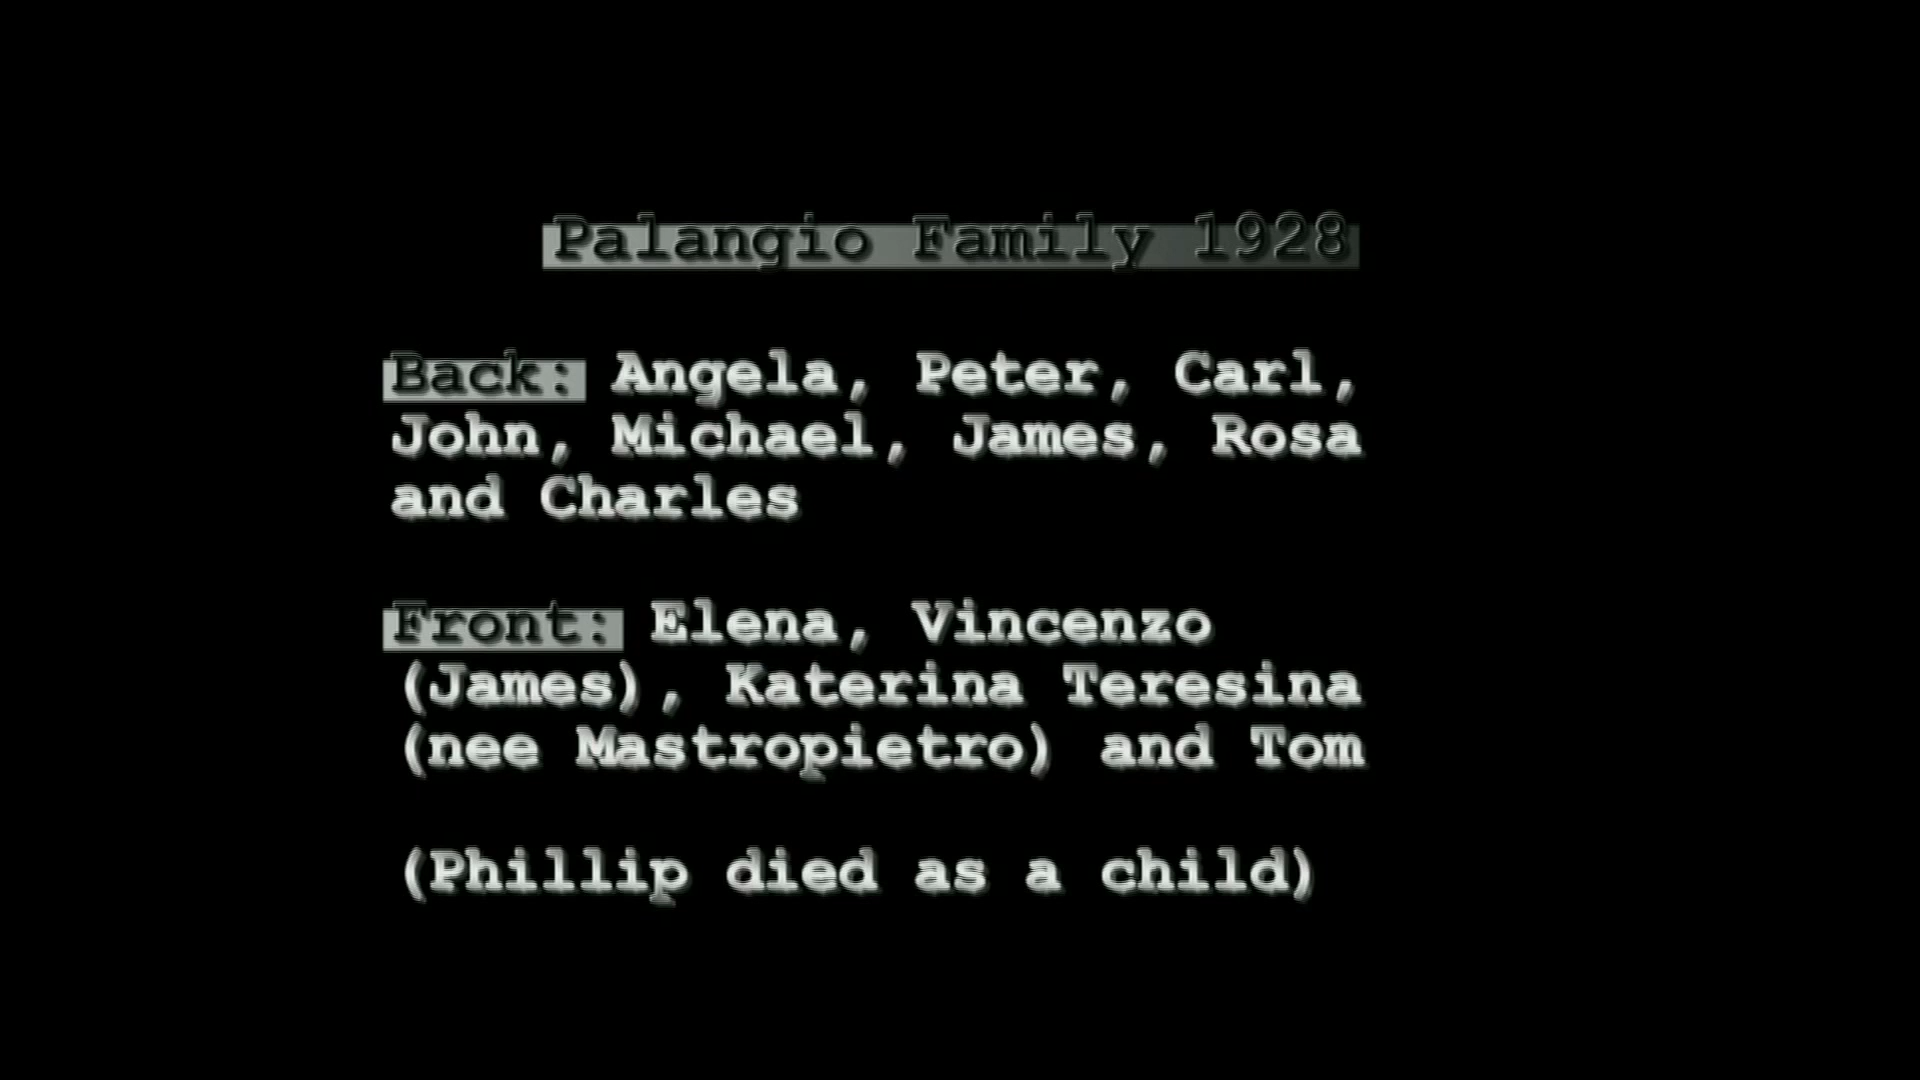 Palangio Family 1928
Back: Angela, Peter, Carl,
John, Michael, James, Rosa
and Charles
Front: Elena, Vincenzo
(James), Katerina Teresina
(nee Mastropietro) and Tom
(Phillip died as a child)